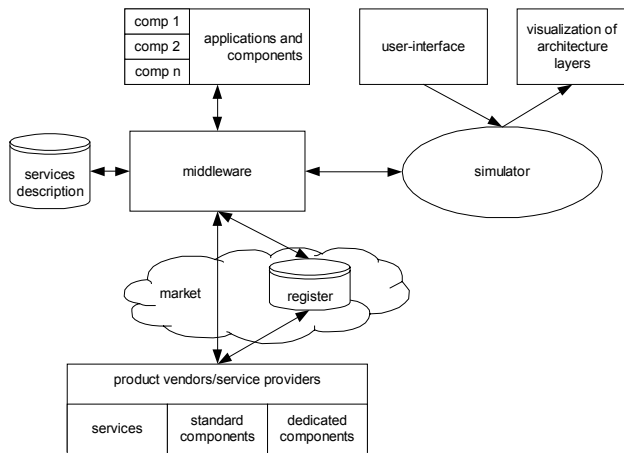 comp 1
comp 2
comp n
applications and
components
user-interface
visualization of
architecture
layers
services
description
middleware
simulator
market
register
product vendors/service providers
services
standard
components
dedicated
components